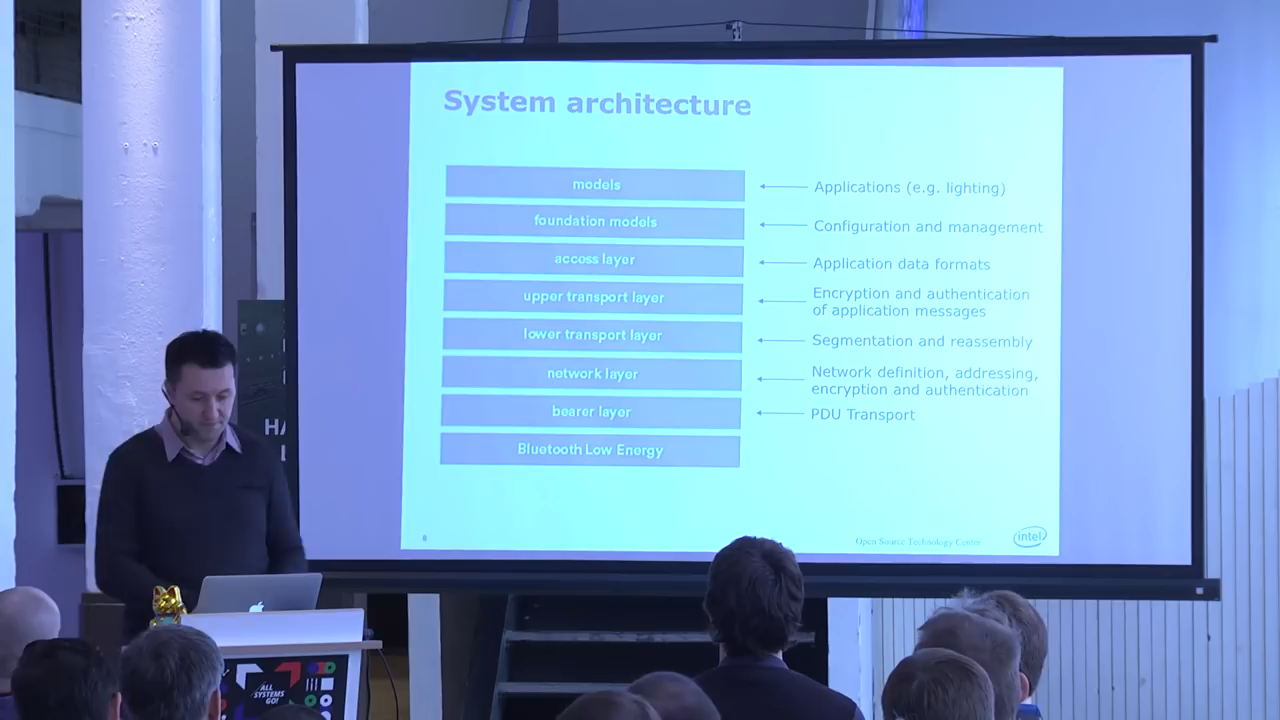 System architecture
models
Applications (e.g. lighting)
foundation models
Configuration and management
access layer
Application data formats
upper transport layer
Encryption and authentication
of application messages
lower transport layer
Segmentation and reassembly
network layer
Network definition, addressing,
encryption and authentication
bearer layer
PDU Transport
Bluetooth Low Energy
8
Open Source Technology Center
intel
ALL
SYSTEMS
GO!